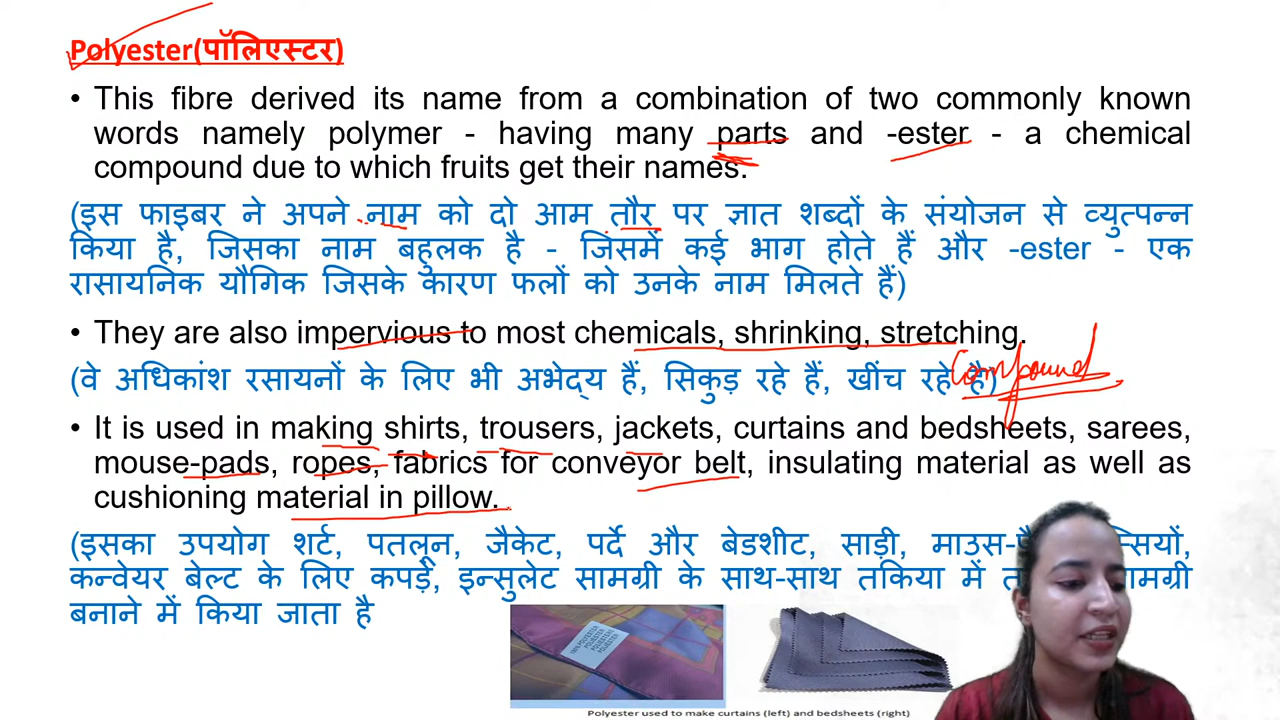 Polyester(पॉलिएस्टर)
• This fibre derived its name from a combination of two commonly known
words namely polymer - having many parts and -ester - a chemical
compound due to which fruits get their names.
(इस फाइबर ने अपने नाम को दो आम तौर पर ज्ञात शब्दों के संयोजन से व्युत्पन्न
किया है, जिसका नाम बहुलक है - जिसमें कई भाग होते हैं और -ester - एक
रासायनिक यौगिक जिसके कारण फलों को उनके नाम मिलते हैं)
• They are also impervious to most chemicals, shrinking, stretching.
Compound
(वे अधिकांश रसायनों के लिए भी अभेद्य हैं, सिकुड़ रहे हैं, खींच रहे है)
• It is used in making shirts, trousers, jackets, curtains and bedsheets, sarees,
mouse-pads, ropes, fabrics for conveyor belt, insulating material as well as
cushioning material in pillow.
(इसका उपयोग शर्ट, पतलून, जैकेट, पर्दे और बेडशीट, साड़ी, माउस-
कन्वेयर बेल्ट के लिए कपड़े, इन्सुलेट सामग्री के साथ-साथ तकिया में
बनाने में किया जाता है
100% POLYESTER
POLYESTER
POLYESTER
POLYESTER
Polyester used to make curtains (left) and bedsheets (right)